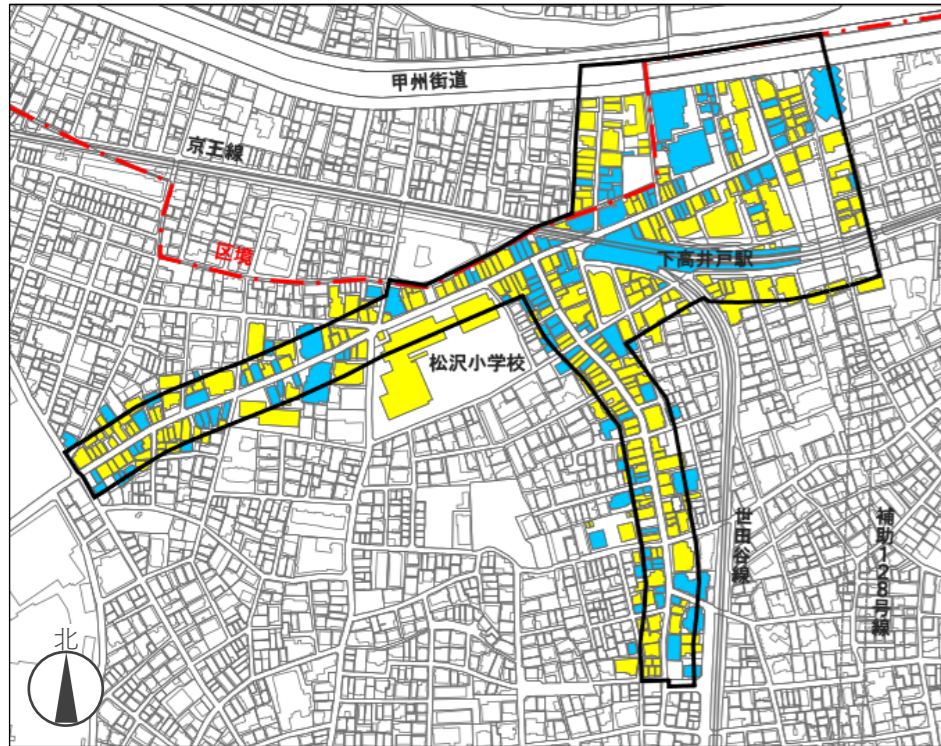 甲州街道
京王線
区境
下高井戸駅
松沢小学校
世田谷線
補助128号線
北